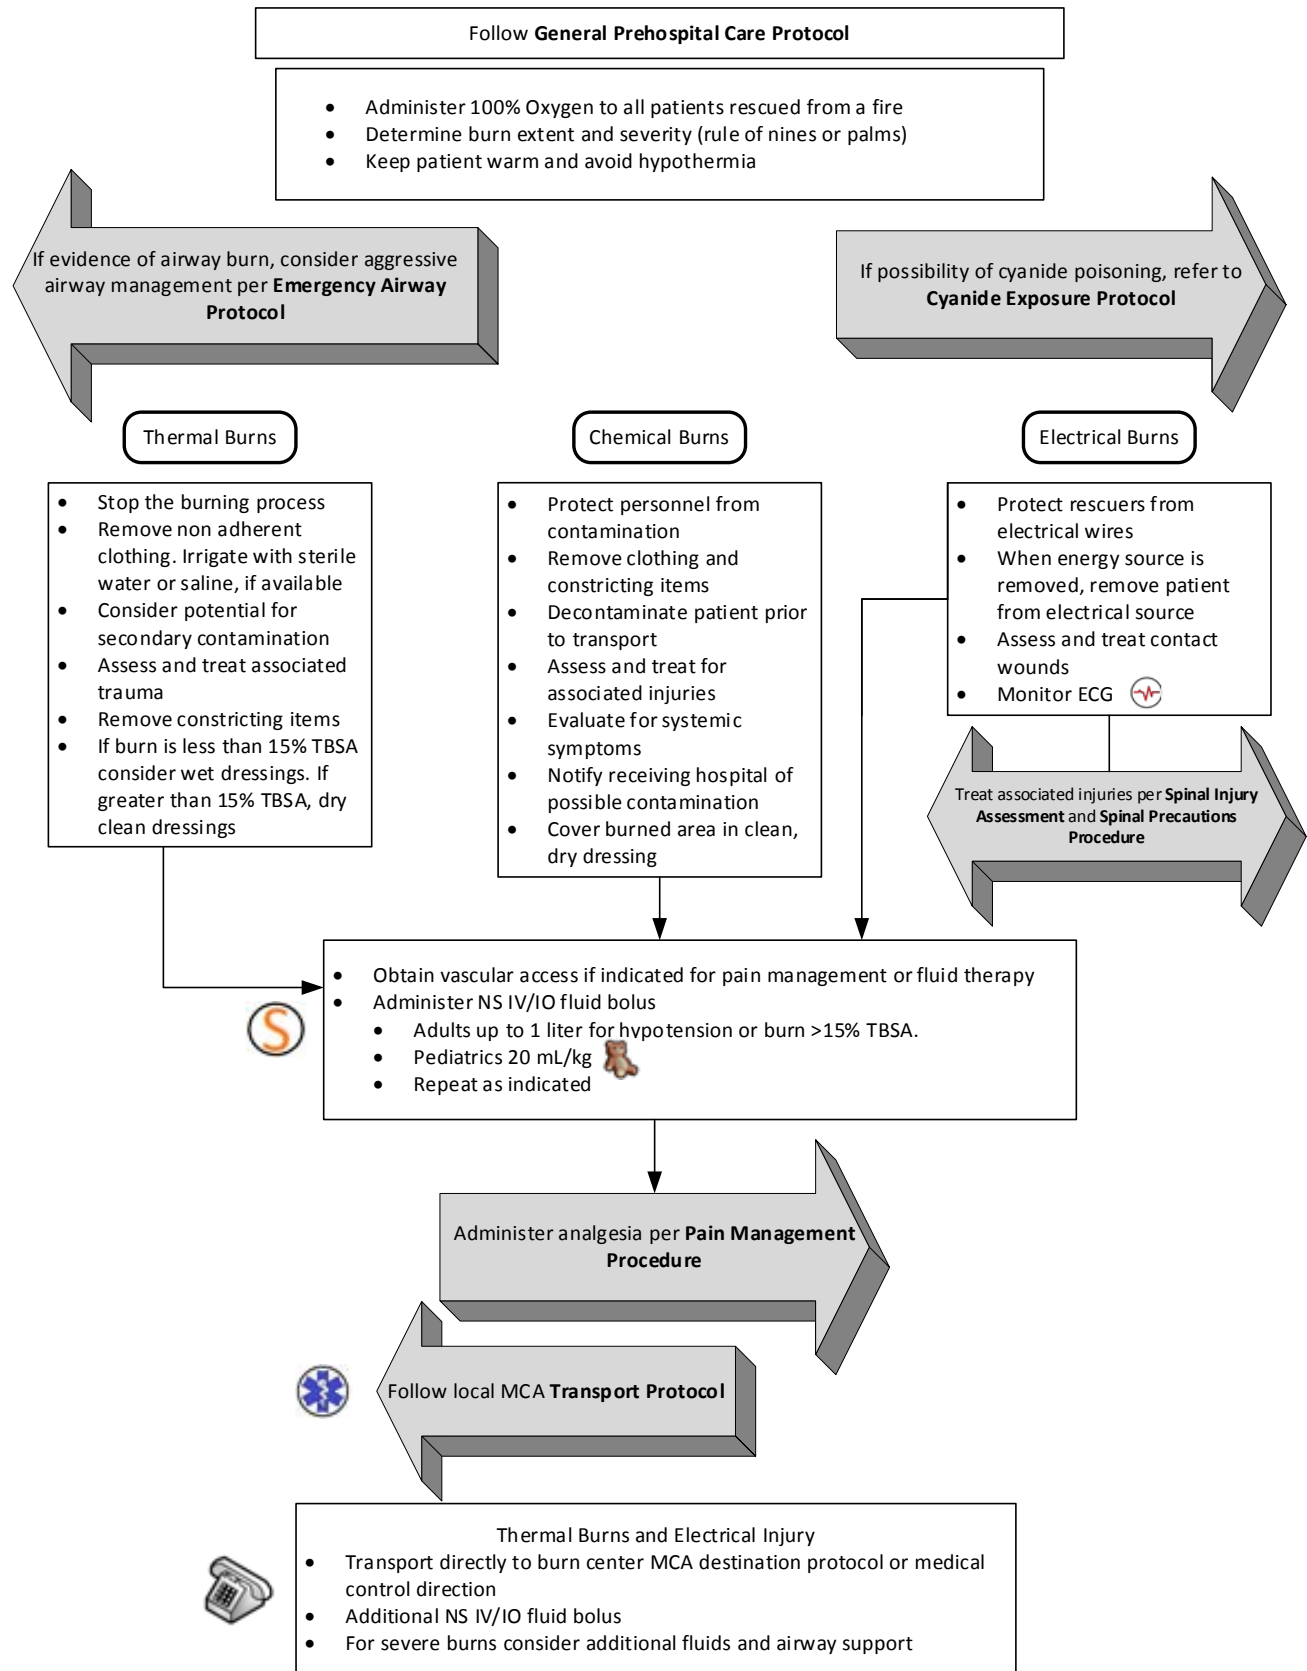 Follow General Prehospital Care Protocol
• Administer 100% Oxygen to all patients rescued from a fire
• Determine burn extent and severity (rule of nines or palms)
• Keep patient warm and avoid hypothermia
If evidence of airway burn, consider aggressive
airway management per Emergency Airway
Protocol
If possibility of cyanide poisoning, refer to
Cyanide Exposure Protocol
Thermal Burns
• Stop the burning process
• Remove non adherent
clothing. Irrigate with sterile
water or saline, if available
• Consider potential for
secondary contamination
• Assess and treat associated
trauma
• Remove constricting items
• If burn is less than 15% TBSA
consider wet dressings. If
greater than 15% TBSA, dry
clean dressings
Chemical Burns
• Protect personnel from
contamination
• Remove clothing and
constricting items
• Decontaminate patient prior
to transport
• Assess and treat for
associated injuries
• Evaluate for systemic
symptoms
• Notify receiving hospital of
possible contamination
• Cover burned area in clean,
dry dressing
Electrical Burns
• Protect rescuers from
electrical wires
• When energy source is
removed, remove patient
from electrical source
• Assess and treat contact
wounds
• Monitor ECG
Treat associated injuries per Spinal Injury
Assessment and Spinal Precautions
Procedure
S
• Obtain vascular access if indicated for pain management or fluid therapy
• Administer NS IV/IO fluid bolus
• Adults up to 1 liter for hypotension or burn >15% TBSA.
• Pediatrics 20 mL/kg
• Repeat as indicated
Administer analgesia per Pain Management
Procedure
Follow local MCA Transport Protocol
Thermal Burns and Electrical Injury
• Transport directly to burn center MCA destination protocol or medical
control direction
• Additional NS IV/IO fluid bolus
• For severe burns consider additional fluids and airway support